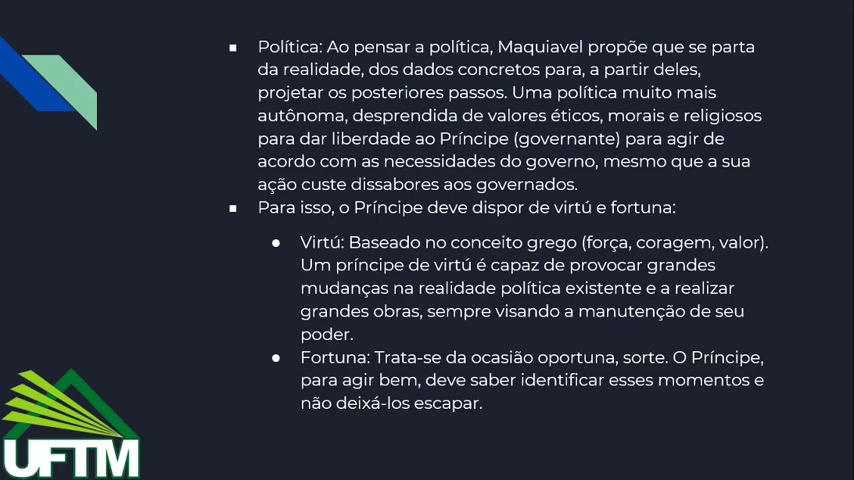 ▪ Política: Ao pensar a política, Maquiavel propõe que se parta
da realidade, dos dados concretos para, a partir deles,
projetar os posteriores passos. Uma política muito mais
autônoma, desprendida de valores éticos, morais e religiosos
para dar liberdade ao Príncipe (governante) para agir de
acordo com as necessidades do governo, mesmo que a sua
ação custe dissabores aos governados.
▪ Para isso, o Príncipe deve dispor de virtú e fortuna:
● Virtú: Baseado no conceito grego (força, coragem, valor).
Um príncipe de virtú é capaz de provocar grandes
mudanças na realidade política existente e a realizar
grandes obras, sempre visando a manutenção de seu
poder.
● Fortuna: Trata-se da ocasião oportuna, sorte. O Príncipe,
para agir bem, deve saber identificar esses momentos e
não deixá-los escapar.
UFTM